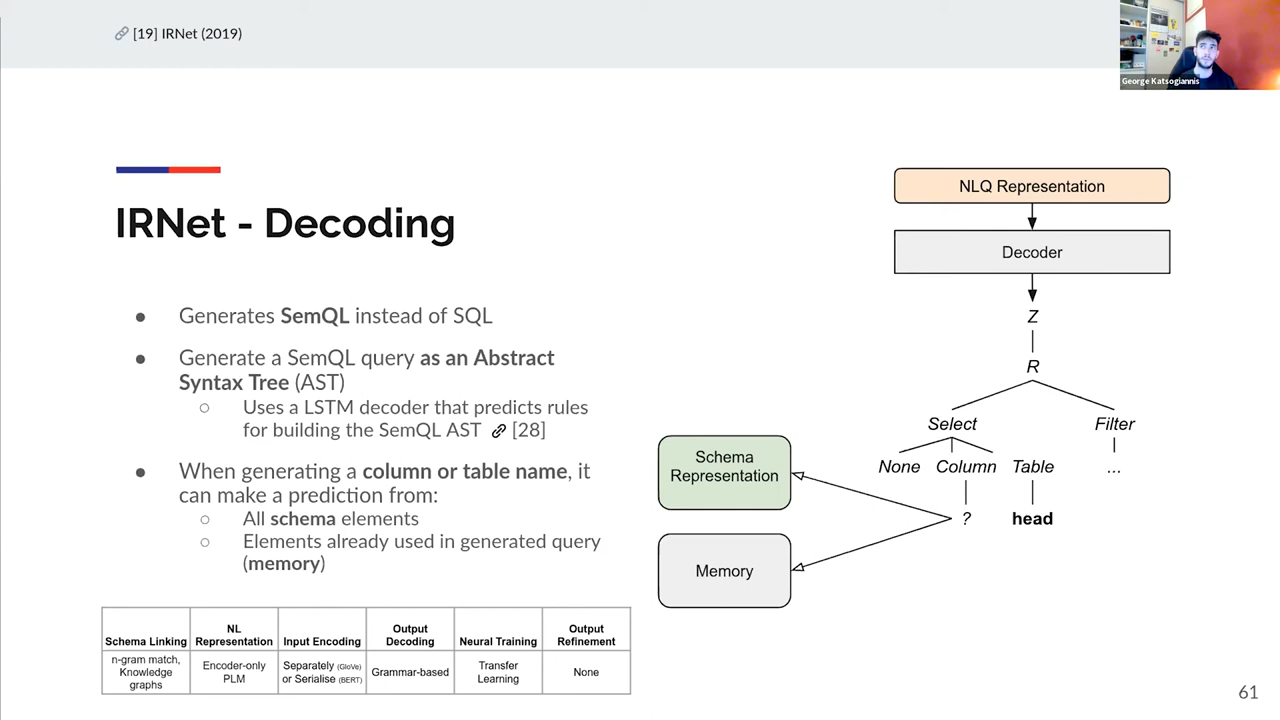 [19] IRNet (2019)
George Katsogiannis
IRNet - Decoding
● Generates SemQL instead of SQL
● Generate a SemQL query as an Abstract
Syntax Tree (AST)
○ Uses a LSTM decoder that predicts rules
for building the SemQL AST [28]
● When generating a column or table name, it
can make a prediction from:
○ All schema elements
○ Elements already used in generated query
(memory)
NLQ Representation
Decoder
Z
R
Select Filter
None Column Table ...
? head
Schema
Representation
Memory
Schema Linking NL Representation Input Encoding Output Decoding Neural Training Output Refinement
n-gram match, Knowledge graphs Encoder-only PLM Separately (GloVe) or Serialise (BERT) Grammar-based Transfer Learning None
61